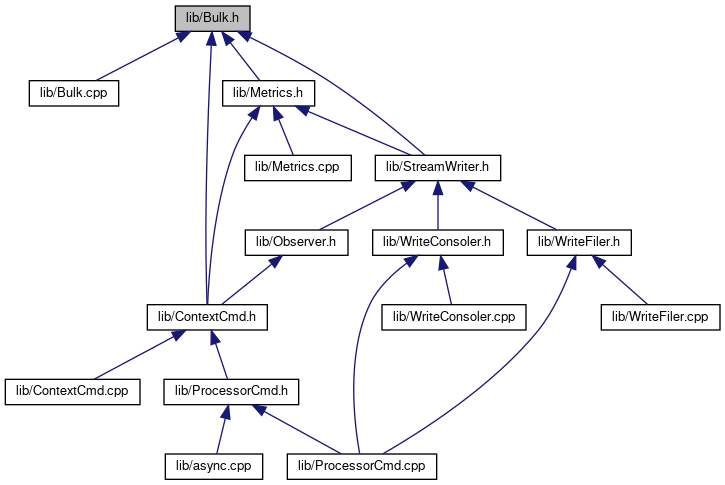 lib/Bulk.h
lib/Bulk.cpp
lib/Metrics.h
lib/Metrics.cpp
lib/StreamWriter.h
lib/Observer.h
lib/WriteConsoler.h
lib/WriteFiler.h
lib/ContextCmd.h
lib/WriteConsoler.cpp
lib/WriteFiler.cpp
lib/ContextCmd.cpp
lib/ProcessorCmd.h
lib/async.cpp
lib/ProcessorCmd.cpp